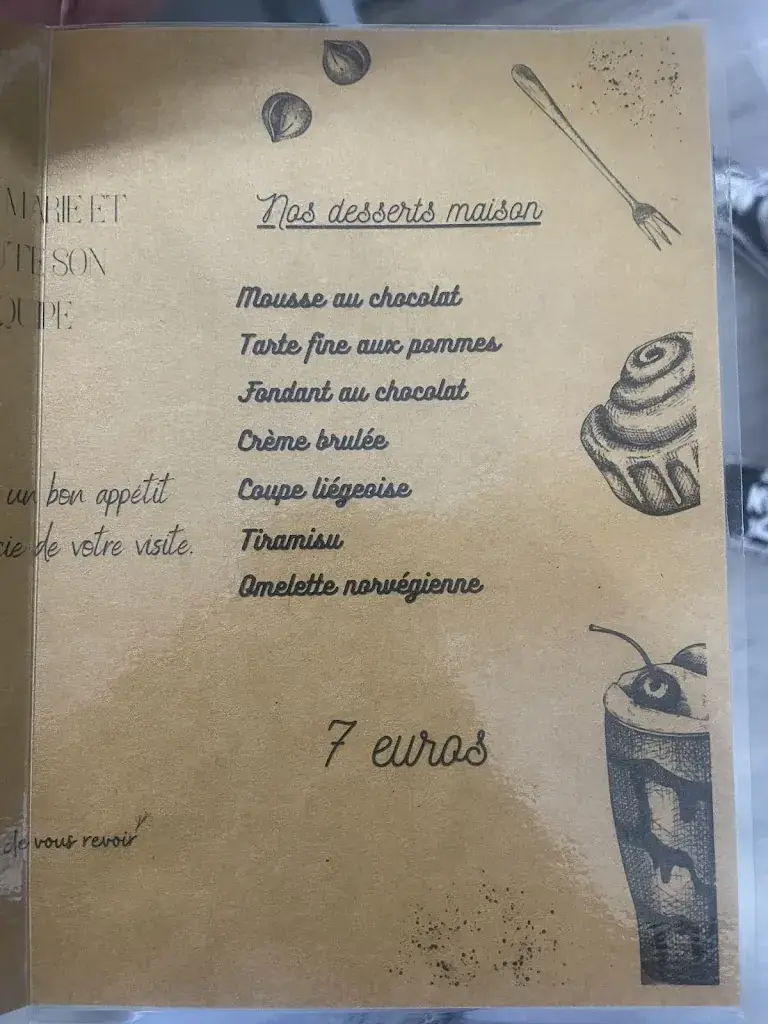 MARIE ET
SON
un bon appétit
de votre visite.
de vous revoir
Nos desserts maison
Mousse au chocolat
Tarte fine aux pommes
Fondant au chocolat
Crème brulée
Coupe liégeoise
Tiramisu
Omelette norvégienne
7 euros